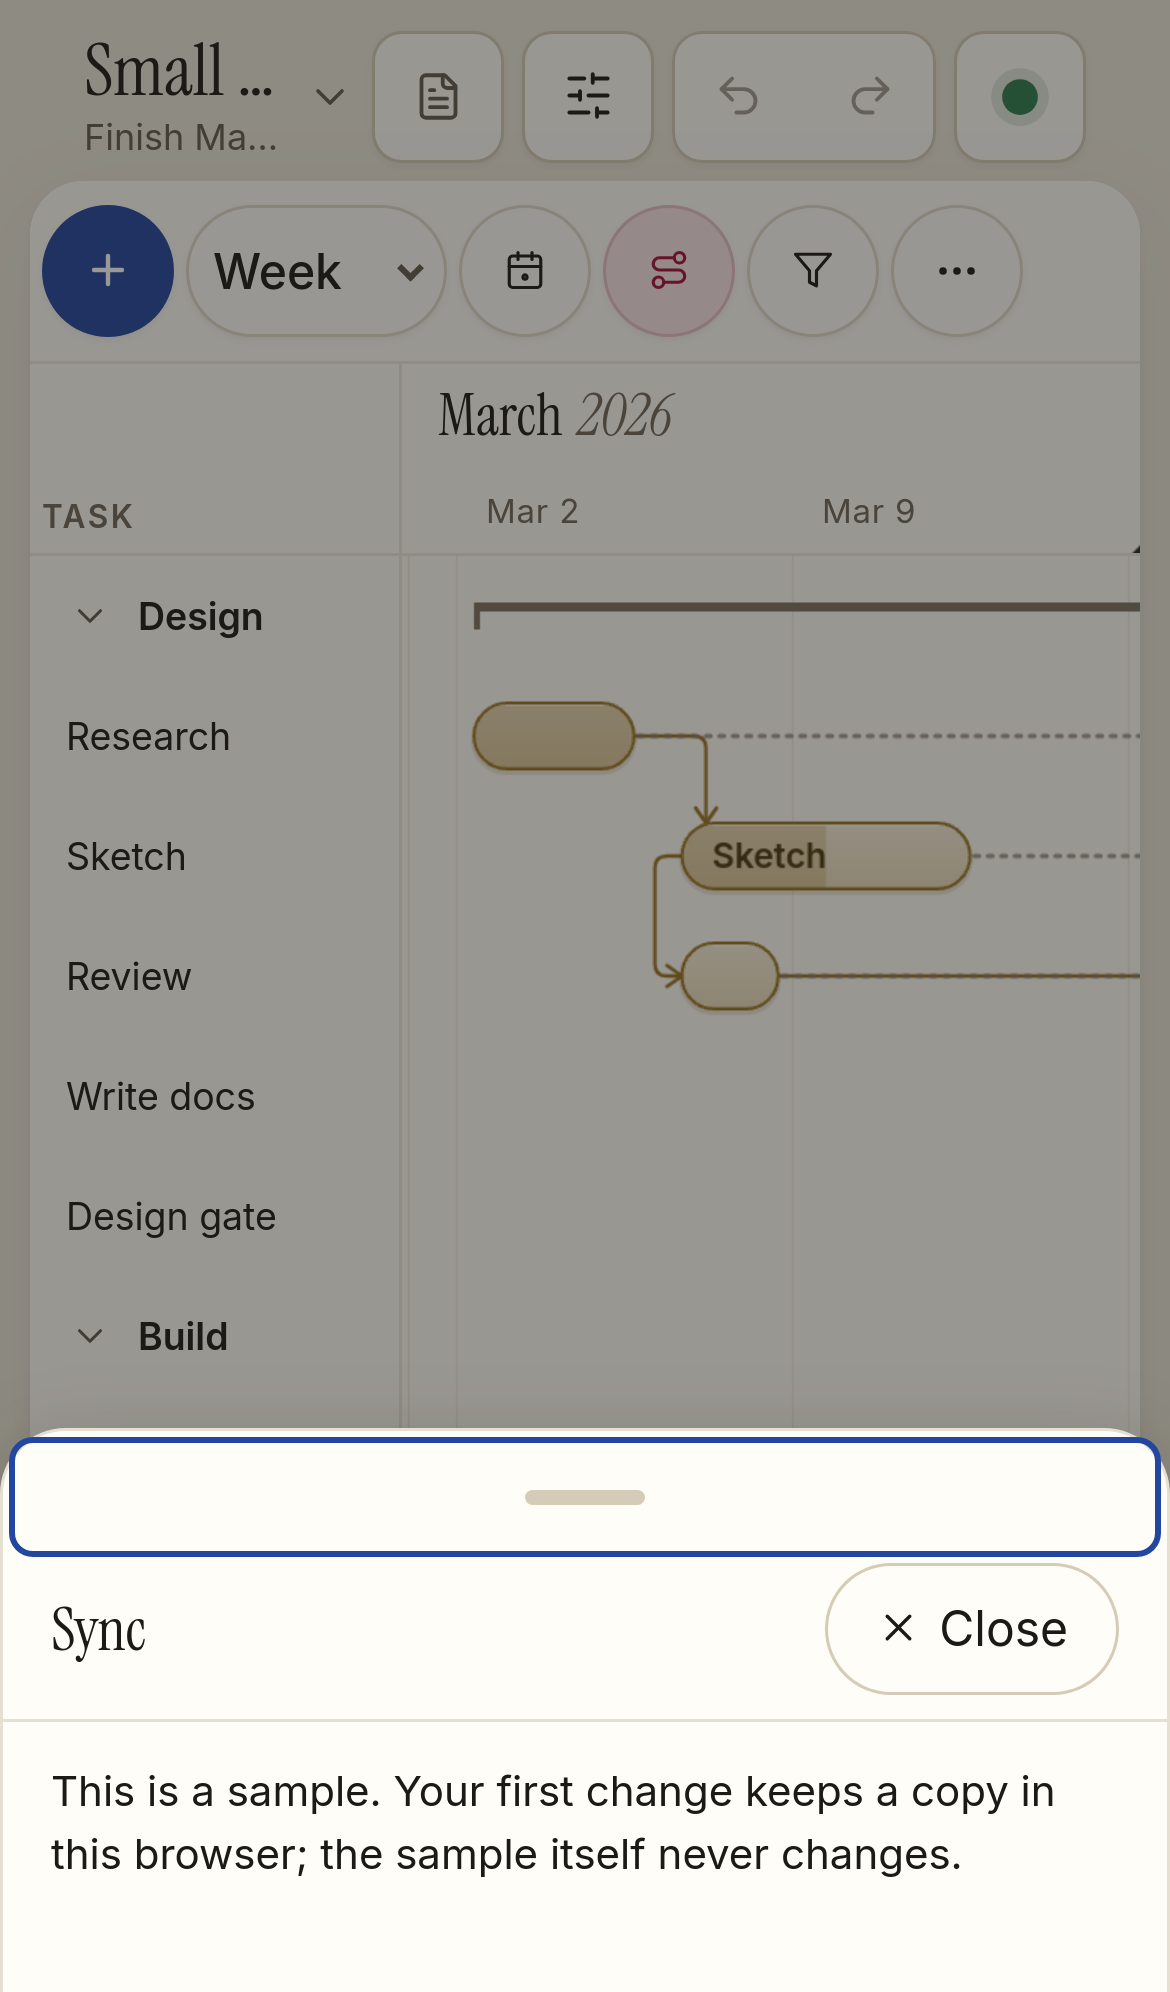 Small ...
Finish Ma...
Week
March 2026
TASK
Mar 2
Mar 9
Design
Research
Sketch
Sketch
Review
Write docs
Design gate
Build
Sync
Close
This is a sample. Your first change keeps a copy in
this browser; the sample itself never changes.